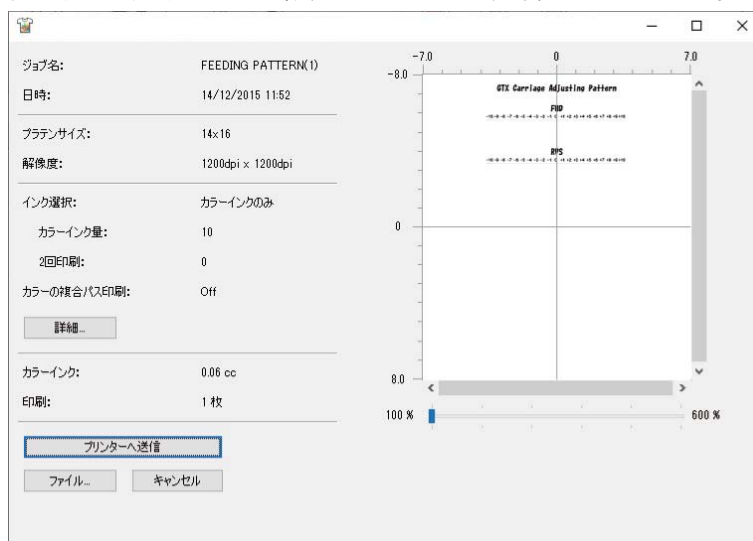 ジョブ名: FEEDING PATTERN(1)
日時: 14/12/2015 11:52
プラテンサイズ: 14×16
解像度: 1200dpi × 1200dpi
インク選択: カラーインクのみ
カラーインク量: 10
2回印刷: 0
カラーの複合パス印刷: Off
詳細...
カラーインク: 0.06 cc
印刷: 1 枚
プリンターへ送信
ファイル... キャンセル
-7.0 0 7.0
-8.0
GTX Carriage Adjusting Pattern
FWD
RVS
0
8.0
100 % 600 %